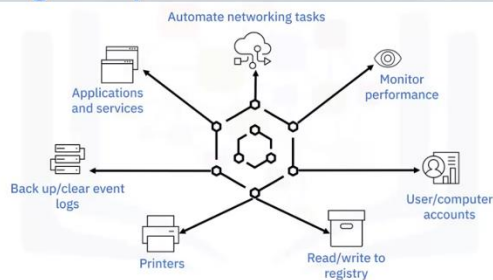 Automate networking tasks
Applications
and services
Monitor
performance
Back up/clear event
logs
User/computer
accounts
Printers
Read/write to
registry